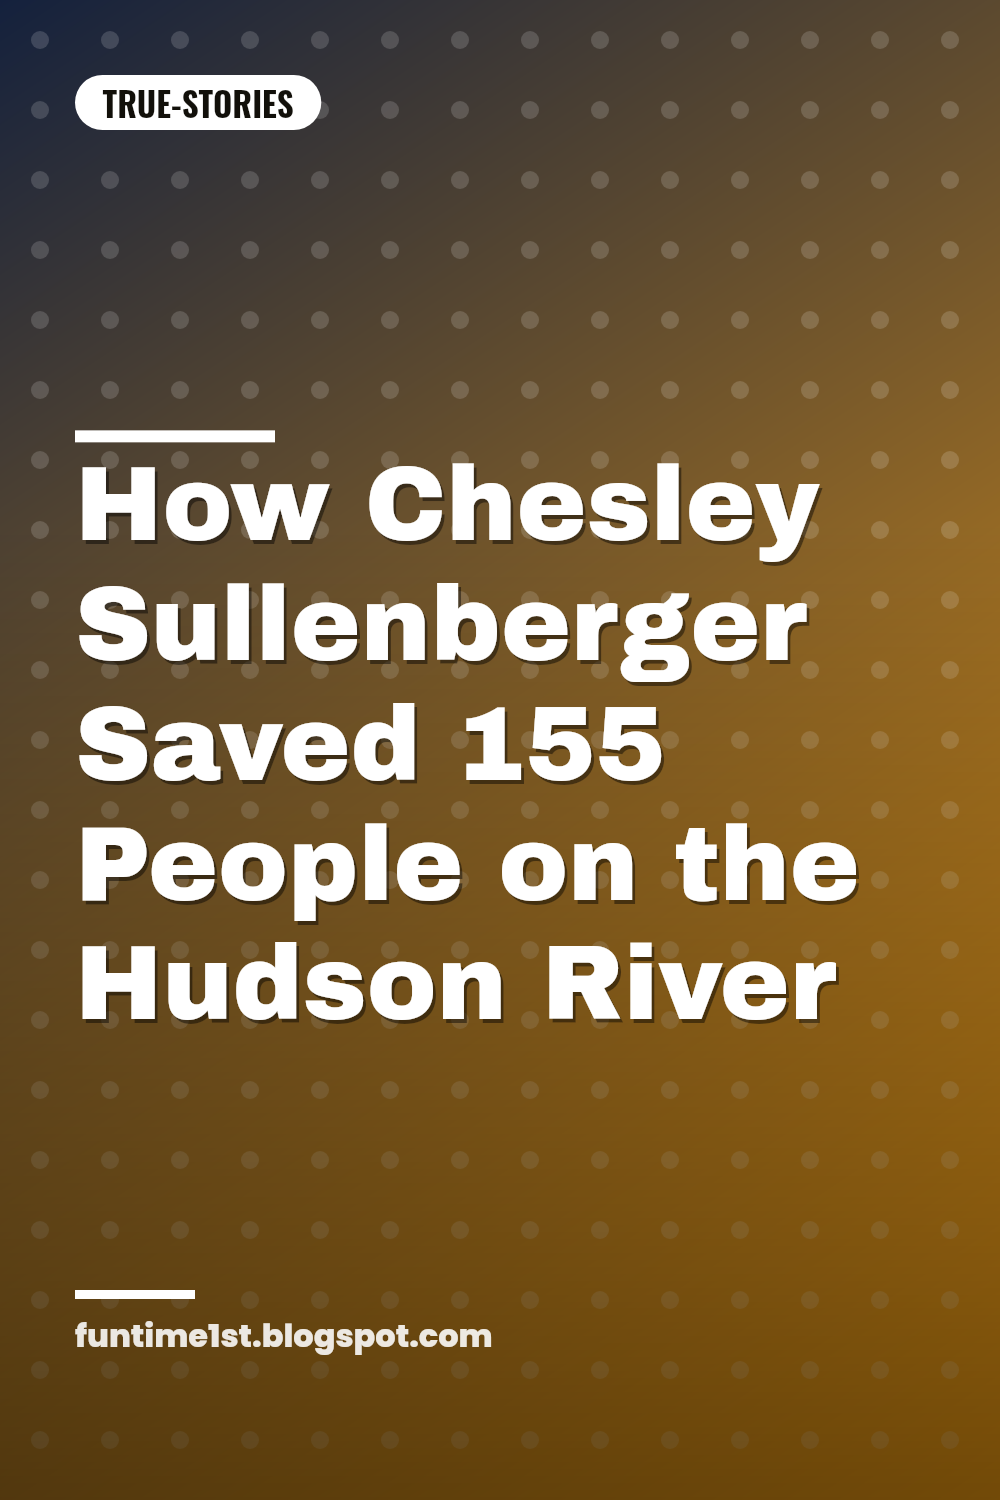 TRUE-STORIES
How Chesley
Sullenberger
Saved 155
People on the
Hudson River
funtime1st.blogspot.com